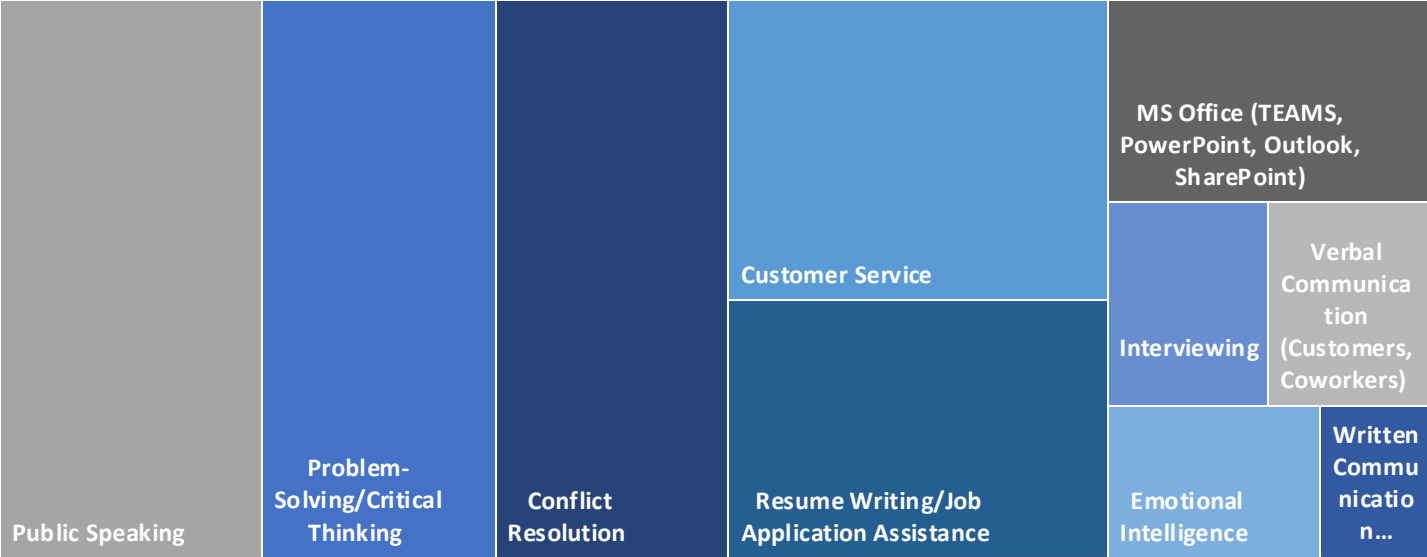 Public Speaking
Problem-
Solving/Critical
Thinking
Conflict
Resolution
Customer Service
Resume Writing/Job
Application Assistance
MS Office (TEAMS,
PowerPoint, Outlook,
SharePoint)
Interviewing
Verbal
Communica
tion
(Customers,
Coworkers)
Emotional
Intelligence
Written
Commu
nicatio
n…